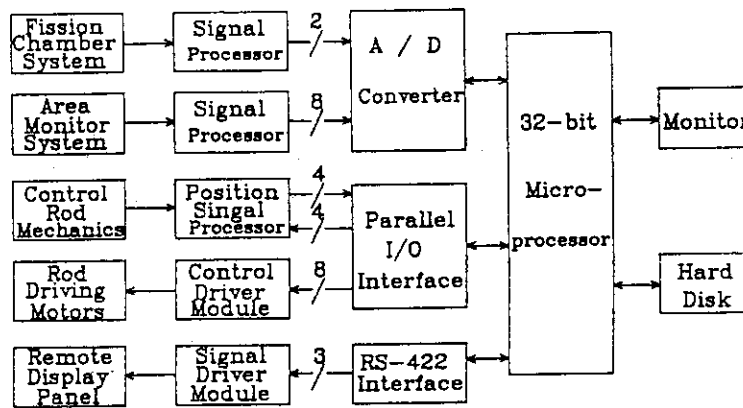 Fission
Chamber
System
Signal
Processor
2
A / D
Converter
Area
Monitor
System
Signal
Processor
8
32-bit
Micro-
processor
Monitor
Control
Rod
Mechanics
Position
Singal
Processor
4
4
Parallel
I/O
Interface
Rod
Driving
Motors
Control
Driver
Module
8
Hard
Disk
Remote
Display
Panel
Signal
Driver
Module
3
RS-422
Interface